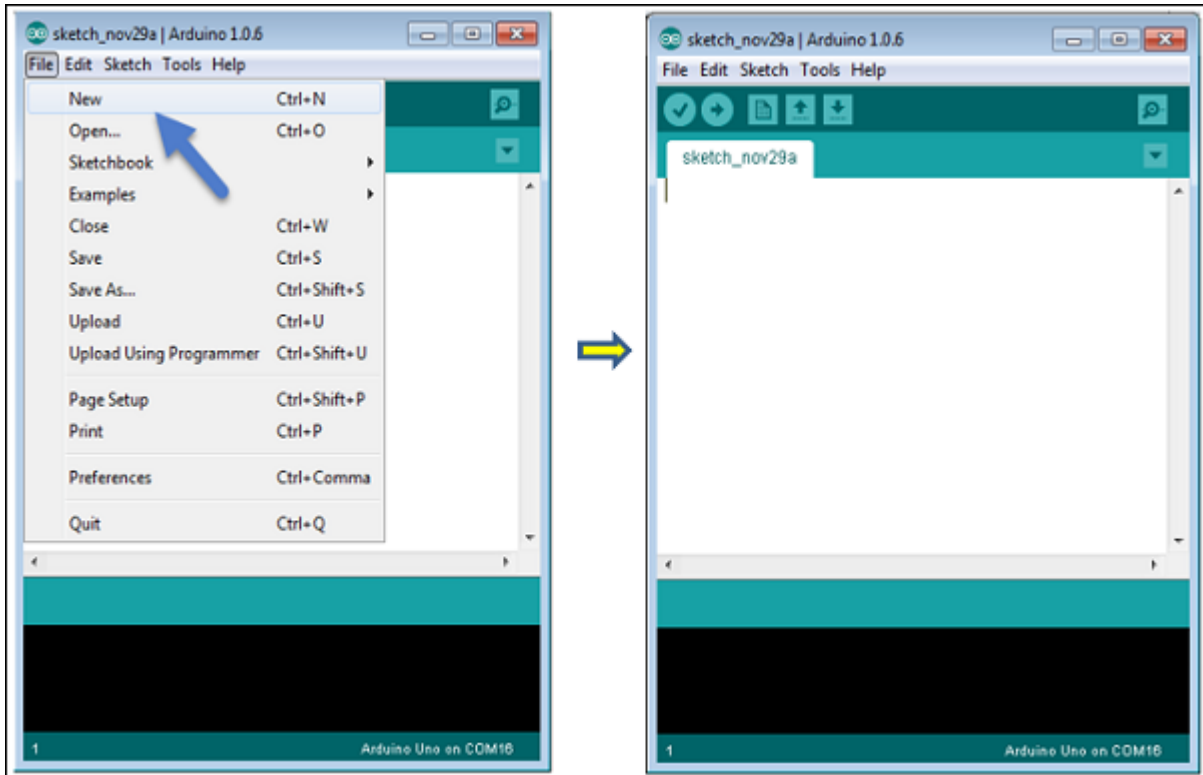 sketch_nov29a | Arduino 1.0.6
File Edit Sketch Tools Help
New Ctrl+N
Open... Ctrl+O
Sketchbook
Examples
Close Ctrl+W
Save Ctrl+S
Save As... Ctrl+Shift+S
Upload Ctrl+U
Upload Using Programmer Ctrl+Shift+U
Page Setup Ctrl+Shift+P
Print Ctrl+P
Preferences Ctrl+Comma
Quit Ctrl+Q
1 Arduino Uno on COM16
sketch_nov29a | Arduino 1.0.6
File Edit Sketch Tools Help
sketch_nov29a
1 Arduino Uno on COM16